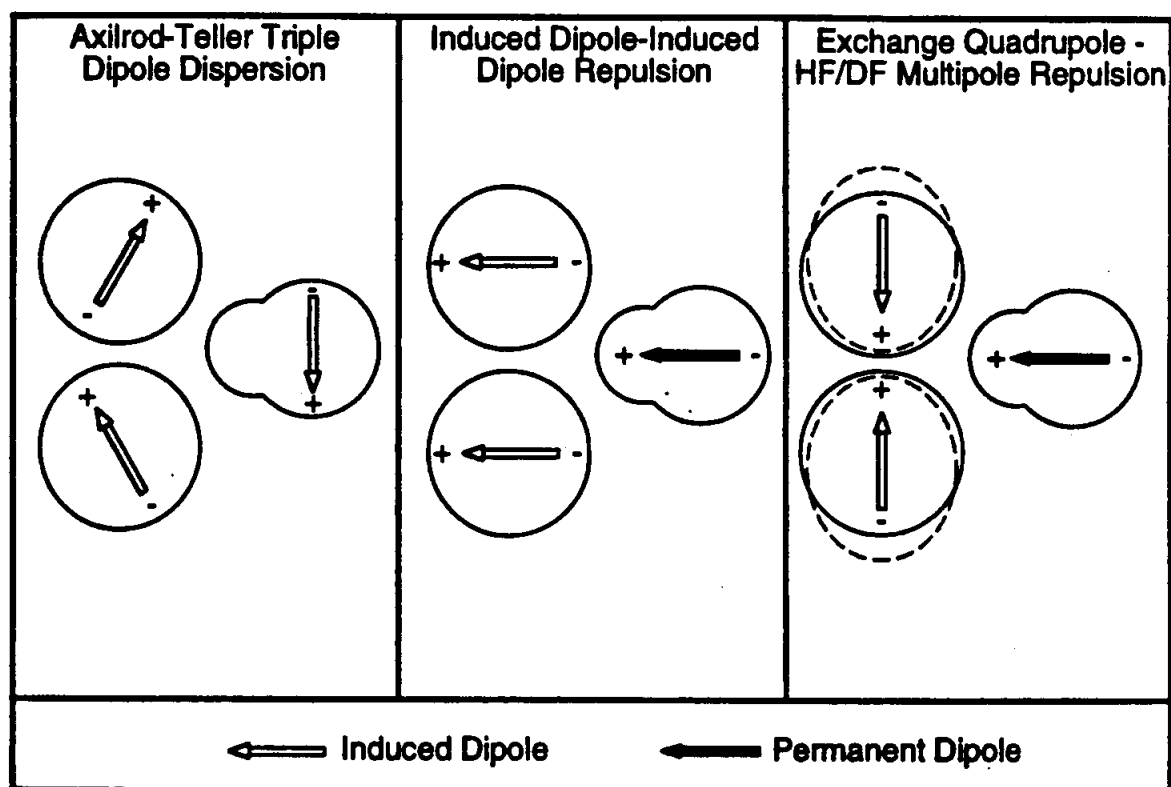 Axilrod-Teller Triple
Dipole Dispersion
Induced Dipole-Induced
Dipole Repulsion
Exchange Quadrupole -
HF/DF Multipole Repulsion
+
-
+
-
-
+
+ -
+ -
+ -
-
+
+
-
+ -
Induced Dipole
Permanent Dipole